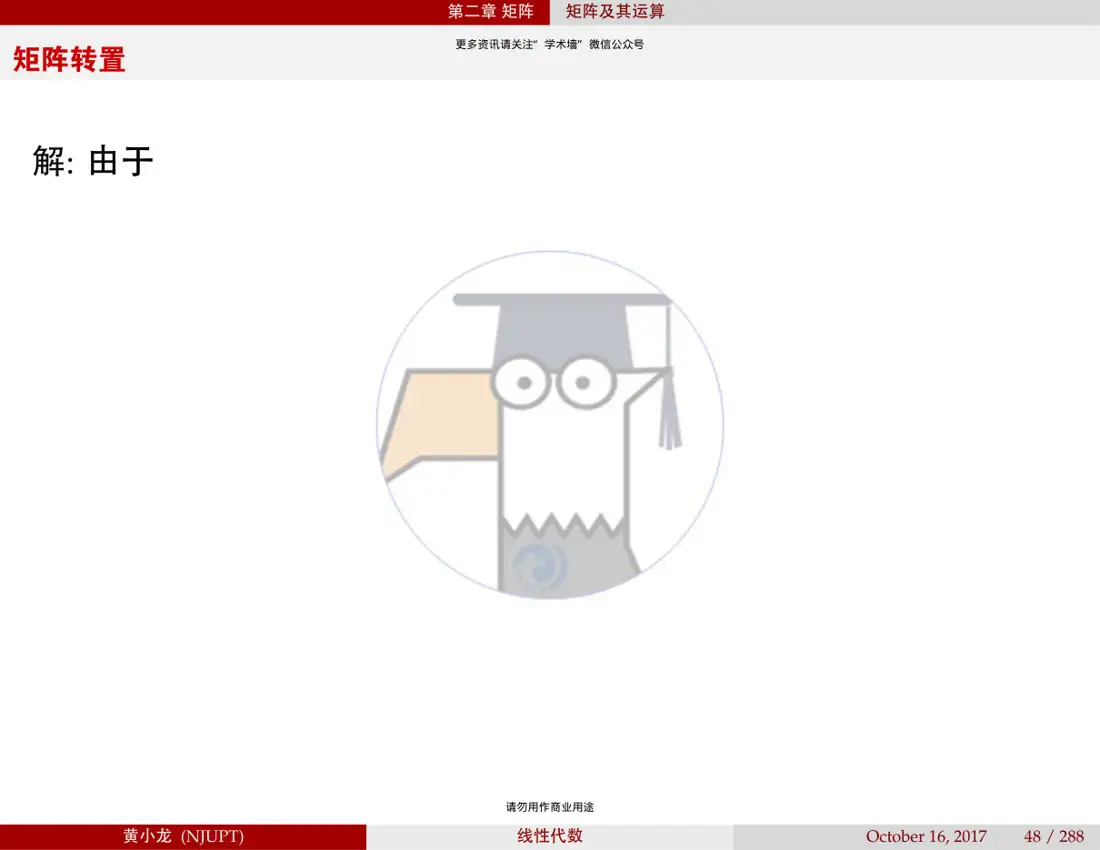 第二章 矩阵 矩阵及其运算
更多资讯请关注“学术墙”微信公众号
矩阵转置
解: 由于
请勿用作商业用途
黄小龙 (NJUPT) 线性代数 October 16, 2017 48 / 288